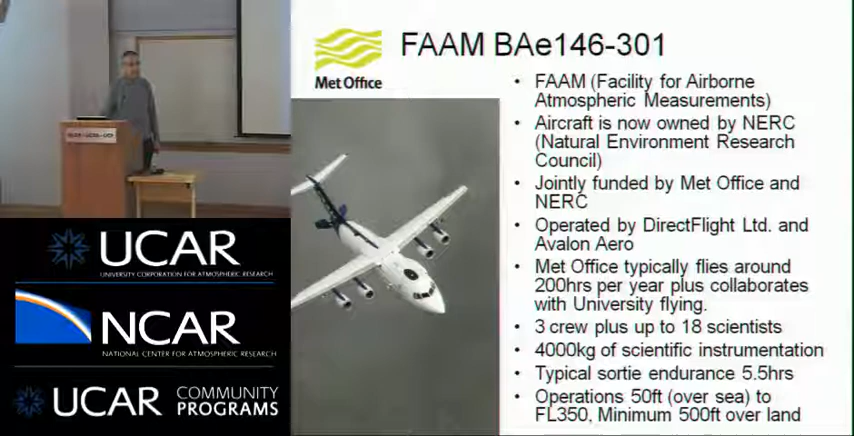 FAAM BAe146-301
Met Office
• FAAM (Facility for Airborne
Atmospheric Measurements)
• Aircraft is now owned by NERC
(Natural Environment Research
Council)
• Jointly funded by Met Office and
NERC
• Operated by DirectFlight Ltd. and
Avalon Aero
• Met Office typically flies around
200hrs per year plus collaborates
with University flying.
• 3 crew plus up to 18 scientists
• 4000kg of scientific instrumentation
• Typical sortie endurance 5.5hrs
• Operations 50ft (over sea) to
FL350, Minimum 500ft over land
UCAR
UNIVERSITY CORPORATION FOR ATMOSPHERIC RESEARCH
NCAR
NATIONAL CENTER FOR ATMOSPHERIC RESEARCH
UCAR COMMUNITY
PROGRAMS